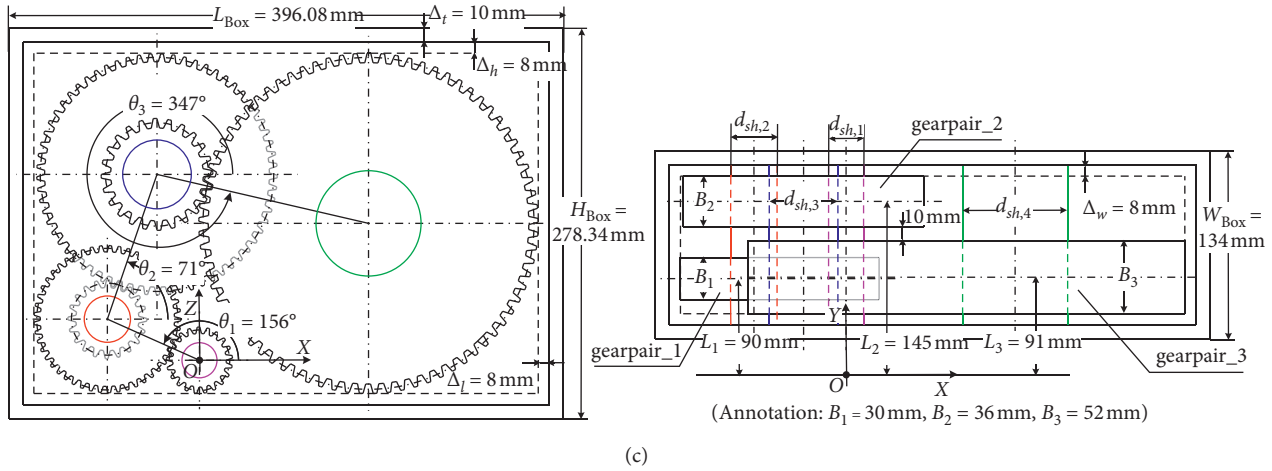 L_Box = 396.08 mm
Δ_t = 10 mm
Δ_h = 8 mm
θ_3 = 347°
H_Box =
278.34 mm
θ_2 = 71°
Z
θ_1 = 156°
X
O
Δ_l = 8 mm
d_sh,2
d_sh,1
gearpair_2
B_2
d_sh,3
10 mm
d_sh,4
Δ_w = 8 mm
W_Box =
134 mm
B_1
B_3
Y
gearpair_1
L_1 = 90 mm
L_2 = 145 mm
L_3 = 91 mm
gearpair_3
O
X
(Annotation: B_1 = 30 mm, B_2 = 36 mm, B_3 = 52 mm)
(c)